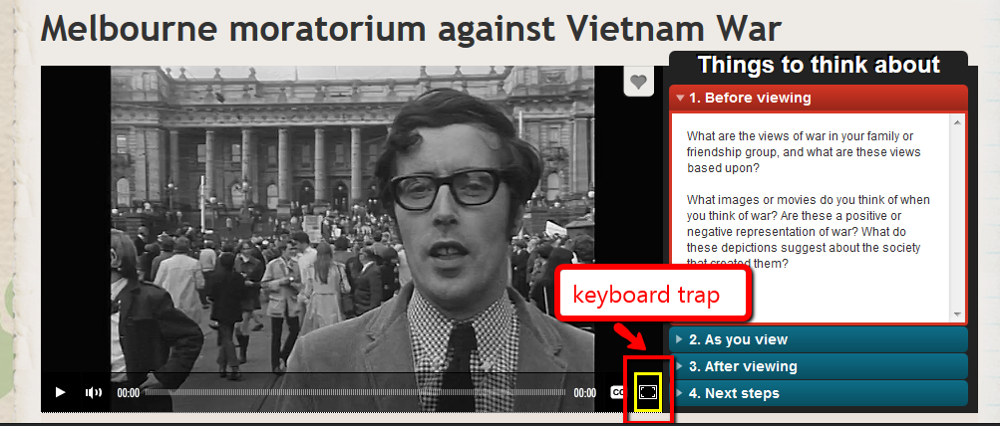 Melbourne moratorium against Vietnam War
Things to think about
1. Before viewing
What are the views of war in your family or
friendship group, and what are these views
based upon?
What images or movies do you think of when
you think of war? Are these a positive or
negative representation of war? What do
these depictions suggest about the society
that created them?
keyboard trap
2. As you view
3. After viewing
4. Next steps
00:00
00:00
CC